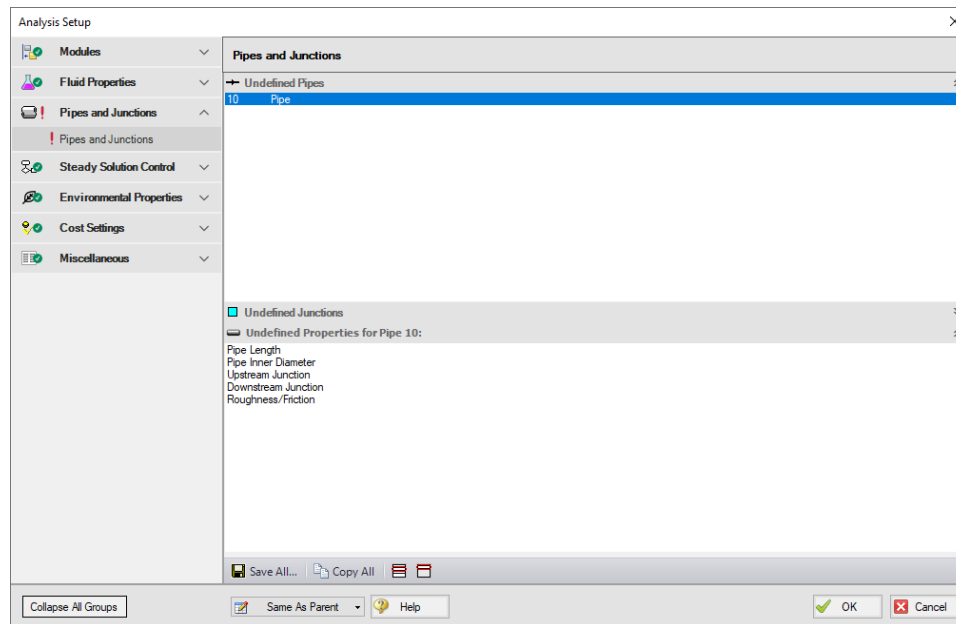 Analysis Setup
Modules
Fluid Properties
Pipes and Junctions
Pipes and Junctions
Steady Solution Control
Environmental Properties
Cost Settings
Miscellaneous
Pipes and Junctions
Undefined Pipes
10 Pipe
Undefined Junctions
Undefined Properties for Pipe 10:
Pipe Length
Pipe Inner Diameter
Upstream Junction
Downstream Junction
Roughness/Friction
Save All... Copy All
Collapse All Groups Same As Parent Help OK Cancel